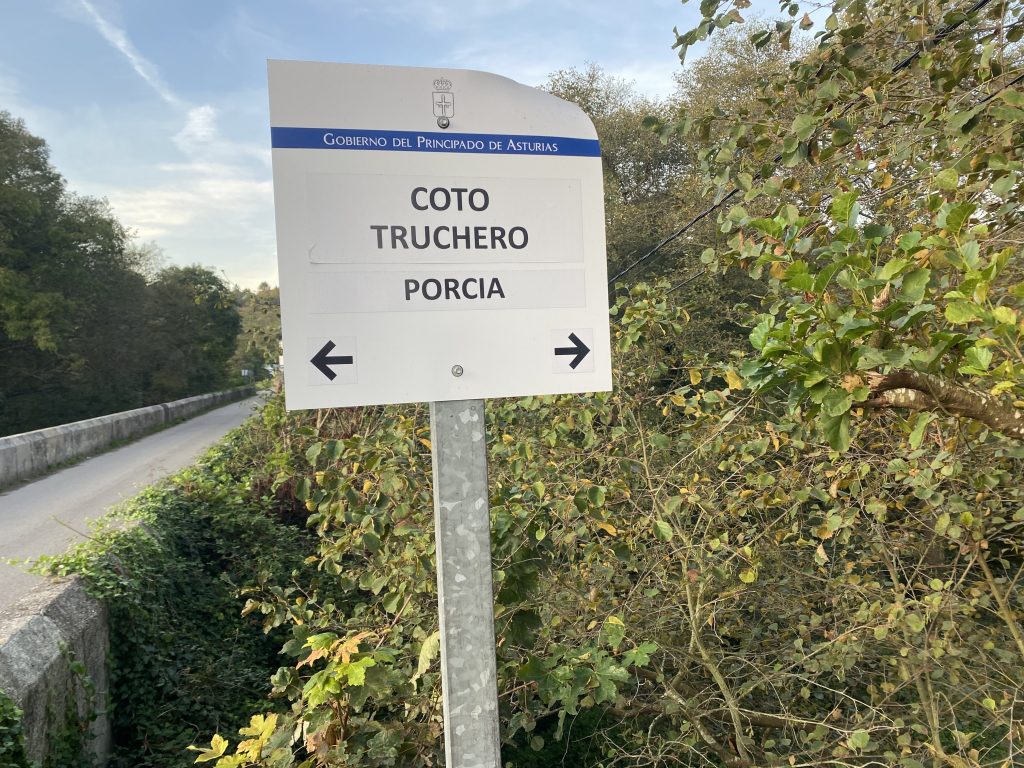 GOBIERNO DEL PRINCIPADO DE ASTURIAS
COTO
TRUCHERO
PORCIA